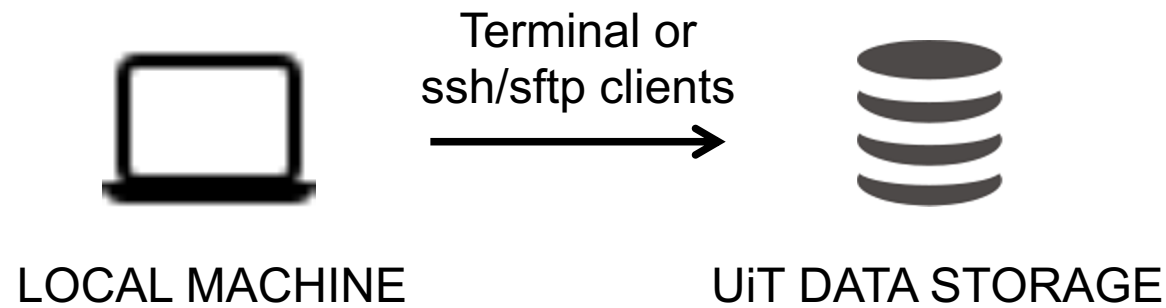 Terminal or
ssh/sftp clients
LOCAL MACHINE
UiT DATA STORAGE